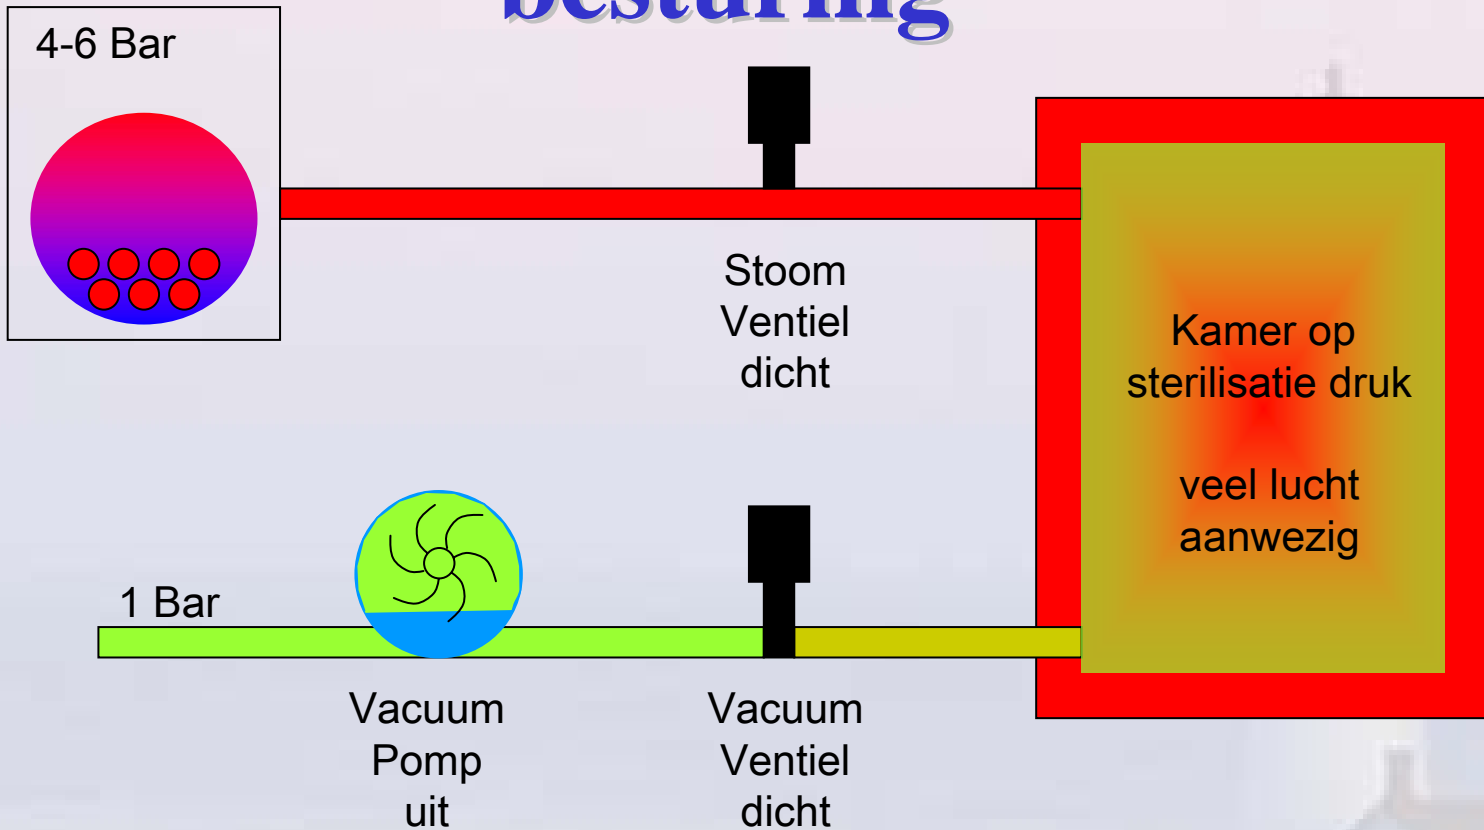 besturing
4-6 Bar
Stoom
Ventiel
dicht
Kamer op
sterilisatie druk
veel lucht
aanwezig
1 Bar
Vacuum
Pomp
uit
Vacuum
Ventiel
dicht